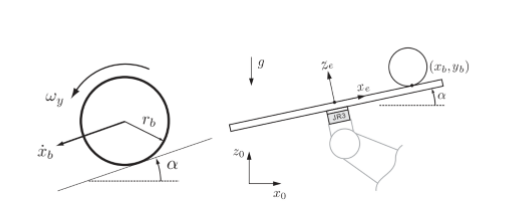 ω_y
r_b
ẋ_b
α
g
z_e
x_e
(x_b, y_b)
α
JR3
z_0
x_0